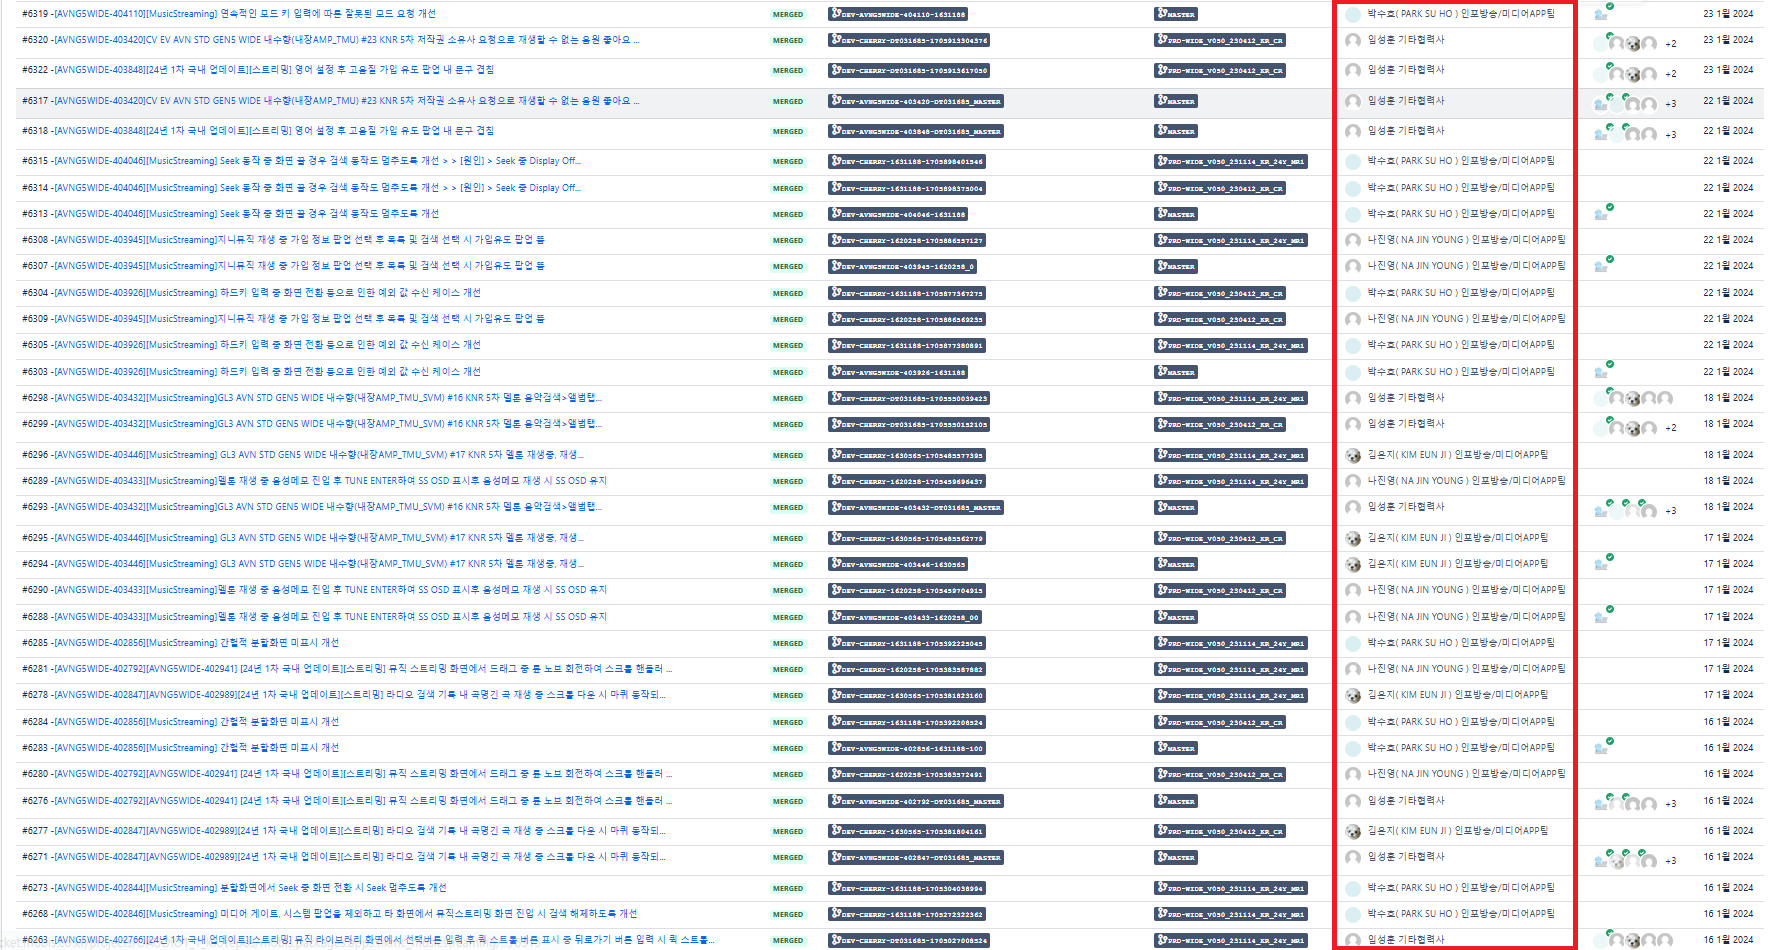 #6319 -[AVNG5WIDE-404110][MusicStreaming] 연속적인 모드 키 입력에 따른 잘못된 모드 요청 개선 MERGED DEV-AVNG5WIDE-404110-1631188 MASTER 박수호( PARK SU HO ) 인포방송/미디어APP팀 23 1월 2024
#6320 -[AVNG5WIDE-403420]CV EV AVN STD GEN5 WIDE 내수향(내장AMP_TMU) #23 KNR 5차 저작권 소유사 요청으로 재생할 수 없는 음원 좋아요 ... MERGED DEV-CHERRY-DT031685-1705913304376 PRD-WIDE_V050_230412_KR_CR 임성훈 기타협력사 +2 23 1월 2024
#6322 -[AVNG5WIDE-403848][24년 1차 국내 업데이트][스트리밍] 영어 설정 후 고음질 가입 유도 팝업 내 문구 겹침 MERGED DEV-CHERRY-DT031685-1705913617050 PRD-WIDE_V050_230412_KR_CR 임성훈 기타협력사 +2 23 1월 2024
#6317 -[AVNG5WIDE-403420]CV EV AVN STD GEN5 WIDE 내수향(내장AMP_TMU) #23 KNR 5차 저작권 소유사 요청으로 재생할 수 없는 음원 좋아요 ... MERGED DEV-AVNG5WIDE-403420-DT031685_MASTER MASTER 임성훈 기타협력사 +3 22 1월 2024
#6318 -[AVNG5WIDE-403848][24년 1차 국내 업데이트][스트리밍] 영어 설정 후 고음질 가입 유도 팝업 내 문구 겹침 MERGED DEV-AVNG5WIDE-403848-DT031685_MASTER MASTER 임성훈 기타협력사 +3 22 1월 2024
#6315 -[AVNG5WIDE-404046][MusicStreaming] Seek 동작 중 화면 끌 경우 검색 동작도 멈추도록 개선 > > [원인] > Seek 중 Display Off... MERGED DEV-CHERRY-1631188-1705898401546 PRD-WIDE_V050_231114_KR_24Y_MR1 박수호( PARK SU HO ) 인포방송/미디어APP팀 22 1월 2024
#6314 -[AVNG5WIDE-404046][MusicStreaming] Seek 동작 중 화면 끌 경우 검색 동작도 멈추도록 개선 > > [원인] > Seek 중 Display Off... MERGED DEV-CHERRY-1631188-1705898375004 PRD-WIDE_V050_230412_KR_CR 박수호( PARK SU HO ) 인포방송/미디어APP팀 22 1월 2024
#6313 -[AVNG5WIDE-404046][MusicStreaming] Seek 동작 중 화면 끌 경우 검색 동작도 멈추도록 개선 MERGED DEV-AVNG5WIDE-404046-1631188 MASTER 박수호( PARK SU HO ) 인포방송/미디어APP팀 22 1월 2024
#6308 -[AVNG5WIDE-403945][MusicStreaming]지니뮤직 재생 중 가입 정보 팝업 선택 후 목록 및 검색 선택 시 가입유도 팝업 뜸 MERGED DEV-CHERRY-1620258-1705886557127 PRD-WIDE_V050_231114_KR_24Y_MR1 나진영( NA JIN YOUNG ) 인포방송/미디어APP팀 22 1월 2024
#6307 -[AVNG5WIDE-403945][MusicStreaming]지니뮤직 재생 중 가입 정보 팝업 선택 후 목록 및 검색 선택 시 가입유도 팝업 뜸 MERGED DEV-AVNG5WIDE-403945-1620258_0 MASTER 나진영( NA JIN YOUNG ) 인포방송/미디어APP팀 22 1월 2024
#6304 -[AVNG5WIDE-403926][MusicStreaming] 하드키 입력 중 화면 전환 등으로 인한 예외 값 수신 케이스 개선 MERGED DEV-CHERRY-1631188-1705877367275 PRD-WIDE_V050_230412_KR_CR 박수호( PARK SU HO ) 인포방송/미디어APP팀 22 1월 2024
#6309 -[AVNG5WIDE-403945][MusicStreaming]지니뮤직 재생 중 가입 정보 팝업 선택 후 목록 및 검색 선택 시 가입유도 팝업 뜸 MERGED DEV-CHERRY-1620258-1705886569235 PRD-WIDE_V050_230412_KR_CR 나진영( NA JIN YOUNG ) 인포방송/미디어APP팀 22 1월 2024
#6305 -[AVNG5WIDE-403926][MusicStreaming] 하드키 입력 중 화면 전환 등으로 인한 예외 값 수신 케이스 개선 MERGED DEV-CHERRY-1631188-1705877380891 PRD-WIDE_V050_231114_KR_24Y_MR1 박수호( PARK SU HO ) 인포방송/미디어APP팀 22 1월 2024
#6303 -[AVNG5WIDE-403926][MusicStreaming] 하드키 입력 중 화면 전환 등으로 인한 예외 값 수신 케이스 개선 MERGED DEV-AVNG5WIDE-403926-1631188 MASTER 박수호( PARK SU HO ) 인포방송/미디어APP팀 22 1월 2024
#6298 -[AVNG5WIDE-403432][MusicStreaming]GL3 AVN STD GEN5 WIDE 내수향(내장AMP_TMU_SVM) #16 KNR 5차 멜론 음악검색>앨범탭... MERGED DEV-CHERRY-DT031685-1705550039423 PRD-WIDE_V050_231114_KR_24Y_MR1 임성훈 기타협력사 18 1월 2024
#6299 -[AVNG5WIDE-403432][MusicStreaming]GL3 AVN STD GEN5 WIDE 내수향(내장AMP_TMU_SVM) #16 KNR 5차 멜론 음악검색>앨범탭... MERGED DEV-CHERRY-DT031685-1705550152105 PRD-WIDE_V050_230412_KR_CR 임성훈 기타협력사 +2 18 1월 2024
#6296 -[AVNG5WIDE-403446][MusicStreaming] GL3 AVN STD GEN5 WIDE 내수향(내장AMP_TMU_SVM) #17 KNR 5차 멜론 재생중, 재생... MERGED DEV-CHERRY-1630565-1705485577395 PRD-WIDE_V050_231114_KR_24Y_MR1 김은지( KIM EUN JI ) 인포방송/미디어APP팀 18 1월 2024
#6289 -[AVNG5WIDE-403433][MusicStreaming]멜론 재생 중 음성메모 진입 후 TUNE ENTER하여 SS OSD 표시후 음성메모 재생 시 SS OSD 유지 MERGED DEV-CHERRY-1620258-1705459696437 PRD-WIDE_V050_231114_KR_24Y_MR1 나진영( NA JIN YOUNG ) 인포방송/미디어APP팀 18 1월 2024
#6293 -[AVNG5WIDE-403432][MusicStreaming]GL3 AVN STD GEN5 WIDE 내수향(내장AMP_TMU_SVM) #16 KNR 5차 멜론 음악검색>앨범탭... MERGED DEV-AVNG5WIDE-403432-DT031685_MASTER MASTER 임성훈 기타협력사 +3 18 1월 2024
#6295 -[AVNG5WIDE-403446][MusicStreaming] GL3 AVN STD GEN5 WIDE 내수향(내장AMP_TMU_SVM) #17 KNR 5차 멜론 재생중, 재생... MERGED DEV-CHERRY-1630565-1705485562779 PRD-WIDE_V050_230412_KR_CR 김은지( KIM EUN JI ) 인포방송/미디어APP팀 17 1월 2024
#6294 -[AVNG5WIDE-403446][MusicStreaming] GL3 AVN STD GEN5 WIDE 내수향(내장AMP_TMU_SVM) #17 KNR 5차 멜론 재생중, 재생... MERGED DEV-AVNG5WIDE-403446-1630565 MASTER 김은지( KIM EUN JI ) 인포방송/미디어APP팀 17 1월 2024
#6290 -[AVNG5WIDE-403433][MusicStreaming]멜론 재생 중 음성메모 진입 후 TUNE ENTER하여 SS OSD 표시후 음성메모 재생 시 SS OSD 유지 MERGED DEV-CHERRY-1620258-1705459704915 PRD-WIDE_V050_230412_KR_CR 나진영( NA JIN YOUNG ) 인포방송/미디어APP팀 17 1월 2024
#6288 -[AVNG5WIDE-403433][MusicStreaming]멜론 재생 중 음성메모 진입 후 TUNE ENTER하여 SS OSD 표시후 음성메모 재생 시 SS OSD 유지 MERGED DEV-AVNG5WIDE-403433-1620258_00 MASTER 나진영( NA JIN YOUNG ) 인포방송/미디어APP팀 17 1월 2024
#6285 -[AVNG5WIDE-402856][MusicStreaming] 간헐적 분할화면 미표시 개선 MERGED DEV-CHERRY-1631188-1705392225045 PRD-WIDE_V050_231114_KR_24Y_MR1 박수호( PARK SU HO ) 인포방송/미디어APP팀 17 1월 2024
#6281 -[AVNG5WIDE-402792][AVNG5WIDE-402941] [24년 1차 국내 업데이트][스트리밍] 뮤직 스트리밍 화면에서 드래그 중 튠 노브 회전하여 스크롤 핸들러 ... MERGED DEV-CHERRY-1620258-1705383587882 PRD-WIDE_V050_231114_KR_24Y_MR1 나진영( NA JIN YOUNG ) 인포방송/미디어APP팀 17 1월 2024
#6278 -[AVNG5WIDE-402847][AVNG5WIDE-402989][24년 1차 국내 업데이트][스트리밍] 라디오 검색 기록 내 곡명긴 곡 재생 중 스크롤 다운 시 마퀴 동작되... MERGED DEV-CHERRY-1630565-1705381823160 PRD-WIDE_V050_231114_KR_24Y_MR1 김은지( KIM EUN JI ) 인포방송/미디어APP팀 17 1월 2024
#6284 -[AVNG5WIDE-402856][MusicStreaming] 간헐적 분할화면 미표시 개선 MERGED DEV-CHERRY-1631188-1705392208524 PRD-WIDE_V050_230412_KR_CR 박수호( PARK SU HO ) 인포방송/미디어APP팀 16 1월 2024
#6283 -[AVNG5WIDE-402856][MusicStreaming] 간헐적 분할화면 미표시 개선 MERGED DEV-AVNG5WIDE-402856-1631188-100 MASTER 박수호( PARK SU HO ) 인포방송/미디어APP팀 16 1월 2024
#6280 -[AVNG5WIDE-402792][AVNG5WIDE-402941] [24년 1차 국내 업데이트][스트리밍] 뮤직 스트리밍 화면에서 드래그 중 튠 노브 회전하여 스크롤 핸들러 ... MERGED DEV-CHERRY-1620258-1705383572491 PRD-WIDE_V050_230412_KR_CR 나진영( NA JIN YOUNG ) 인포방송/미디어APP팀 16 1월 2024
#6276 -[AVNG5WIDE-402792][AVNG5WIDE-402941] [24년 1차 국내 업데이트][스트리밍] 뮤직 스트리밍 화면에서 드래그 중 튠 노브 회전하여 스크롤 핸들러 ... MERGED DEV-AVNG5WIDE-402792-DT031685_MASTER MASTER 임성훈 기타협력사 +3 16 1월 2024
#6277 -[AVNG5WIDE-402847][AVNG5WIDE-402989][24년 1차 국내 업데이트][스트리밍] 라디오 검색 기록 내 곡명긴 곡 재생 중 스크롤 다운 시 마퀴 동작되... MERGED DEV-CHERRY-1630565-1705381804161 PRD-WIDE_V050_230412_KR_CR 김은지( KIM EUN JI ) 인포방송/미디어APP팀 16 1월 2024
#6271 -[AVNG5WIDE-402847][AVNG5WIDE-402989][24년 1차 국내 업데이트][스트리밍] 라디오 검색 기록 내 곡명긴 곡 재생 중 스크롤 다운 시 마퀴 동작되... MERGED DEV-AVNG5WIDE-402847-DT031685_MASTER MASTER 임성훈 기타협력사 +3 16 1월 2024
#6273 -[AVNG5WIDE-402844][MusicStreaming] 분할화면에서 Seek 중 화면 전환 시 Seek 멈추도록 개선 MERGED DEV-CHERRY-1631188-1705304038994 PRD-WIDE_V050_231114_KR_24Y_MR1 박수호( PARK SU HO ) 인포방송/미디어APP팀 16 1월 2024
#6268 -[AVNG5WIDE-402846][MusicStreaming] 미디어 게이트, 시스템 팝업을 제외하고 타 화면에서 뮤직스트리밍 화면 진입 시 검색 해제하도록 개선 MERGED DEV-CHERRY-1631188-1705272322362 PRD-WIDE_V050_231114_KR_24Y_MR1 박수호( PARK SU HO ) 인포방송/미디어APP팀 16 1월 2024
#6263 -[AVNG5WIDE-402766][24년 국내 업데이트][스트리밍] 뮤직 라이브러리 화면에서 선택버튼 입력 후 퀵 스트롤 버튼 표시 중 뒤로가기 버튼 입력 시 퀵 스트롤... MERGED DEV-CHERRY-DT031685-1705027008524 PRD-WIDE_V050_231114_KR_24Y_MR1 임성훈 기타협력사 16 1월 2024